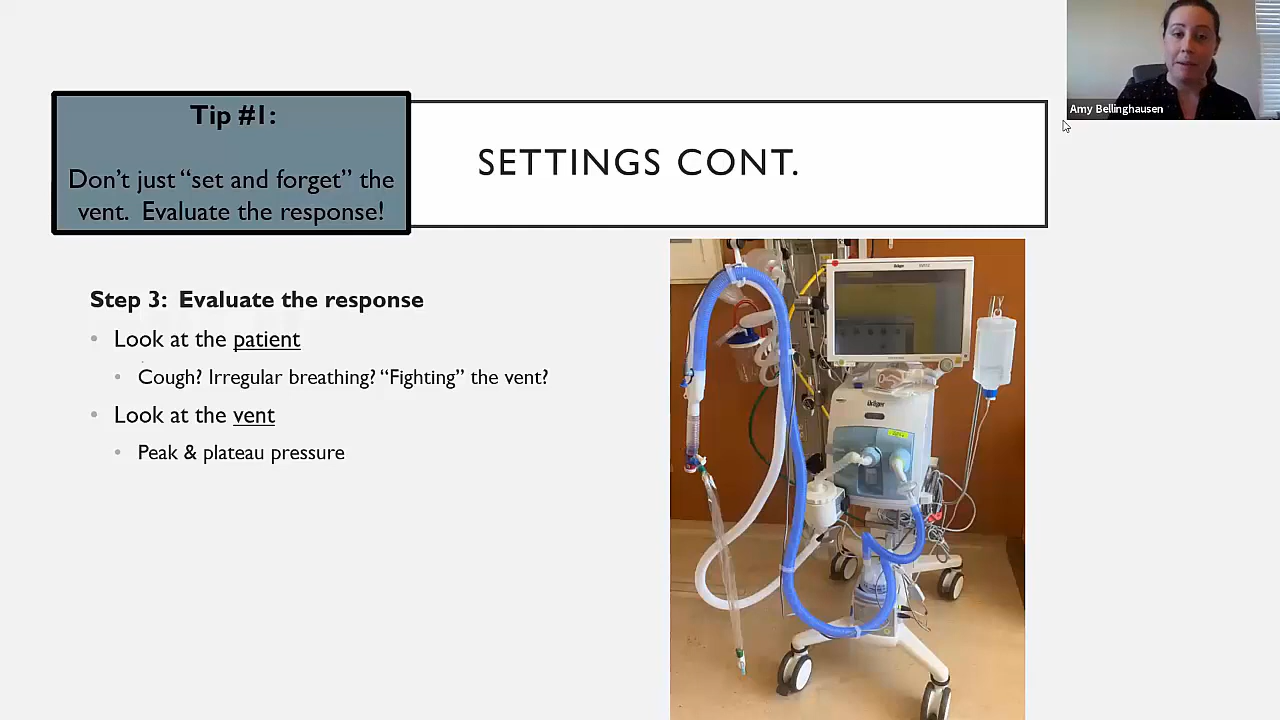 Tip #1:
Don't just "set and forget" the
vent. Evaluate the response!
SETTINGS CONT.
Amy Bellinghausen
Step 3: Evaluate the response
• Look at the patient
• Cough? Irregular breathing? "Fighting" the vent?
• Look at the vent
• Peak & plateau pressure
Dräger
Dräger